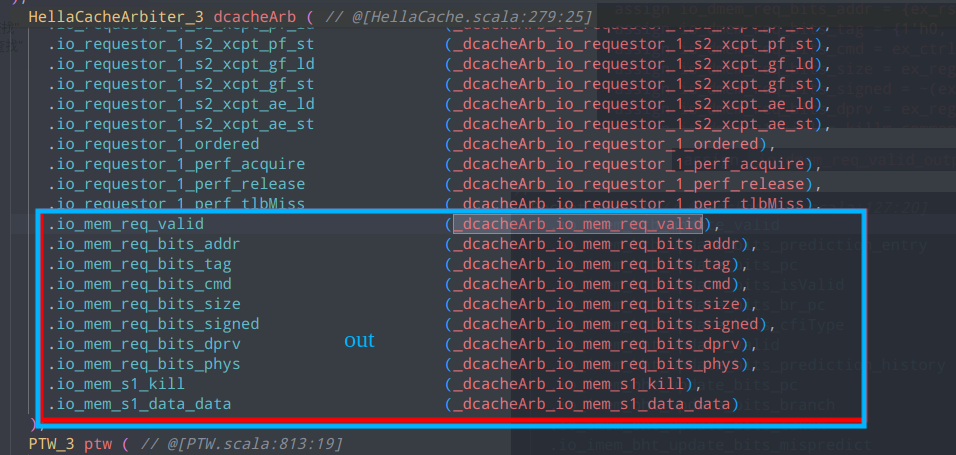 HellaCacheArbiter_3 dcacheArb ( // @[HellaCache.scala:279:25]
.io_requestor_1_s2_xcpt_pf_st (_dcacheArb_io_requestor_1_s2_xcpt_pf_st),
.io_requestor_1_s2_xcpt_gf_ld (_dcacheArb_io_requestor_1_s2_xcpt_gf_ld),
.io_requestor_1_s2_xcpt_gf_st (_dcacheArb_io_requestor_1_s2_xcpt_gf_st),
.io_requestor_1_s2_xcpt_ae_ld (_dcacheArb_io_requestor_1_s2_xcpt_ae_ld),
.io_requestor_1_s2_xcpt_ae_st (_dcacheArb_io_requestor_1_s2_xcpt_ae_st),
.io_requestor_1_ordered (_dcacheArb_io_requestor_1_ordered),
.io_requestor_1_perf_acquire (_dcacheArb_io_requestor_1_perf_acquire),
.io_requestor_1_perf_release (_dcacheArb_io_requestor_1_perf_release),
.io_requestor_1_perf_tlbMiss (_dcacheArb_io_requestor_1_perf_tlbMiss),
.io_mem_req_valid (_dcacheArb_io_mem_req_valid),
.io_mem_req_bits_addr (_dcacheArb_io_mem_req_bits_addr),
.io_mem_req_bits_tag (_dcacheArb_io_mem_req_bits_tag),
.io_mem_req_bits_cmd (_dcacheArb_io_mem_req_bits_cmd),
.io_mem_req_bits_size (_dcacheArb_io_mem_req_bits_size),
.io_mem_req_bits_signed (_dcacheArb_io_mem_req_bits_signed),
out
.io_mem_req_bits_dprv (_dcacheArb_io_mem_req_bits_dprv),
.io_mem_req_bits_phys (_dcacheArb_io_mem_req_bits_phys),
.io_mem_s1_kill (_dcacheArb_io_mem_s1_kill),
.io_mem_s1_data_data (_dcacheArb_io_mem_s1_data_data)
);
PTW_3 ptw ( // @[PTW.scala:813:19]
.io_imem_bht_update_bits_mispredict